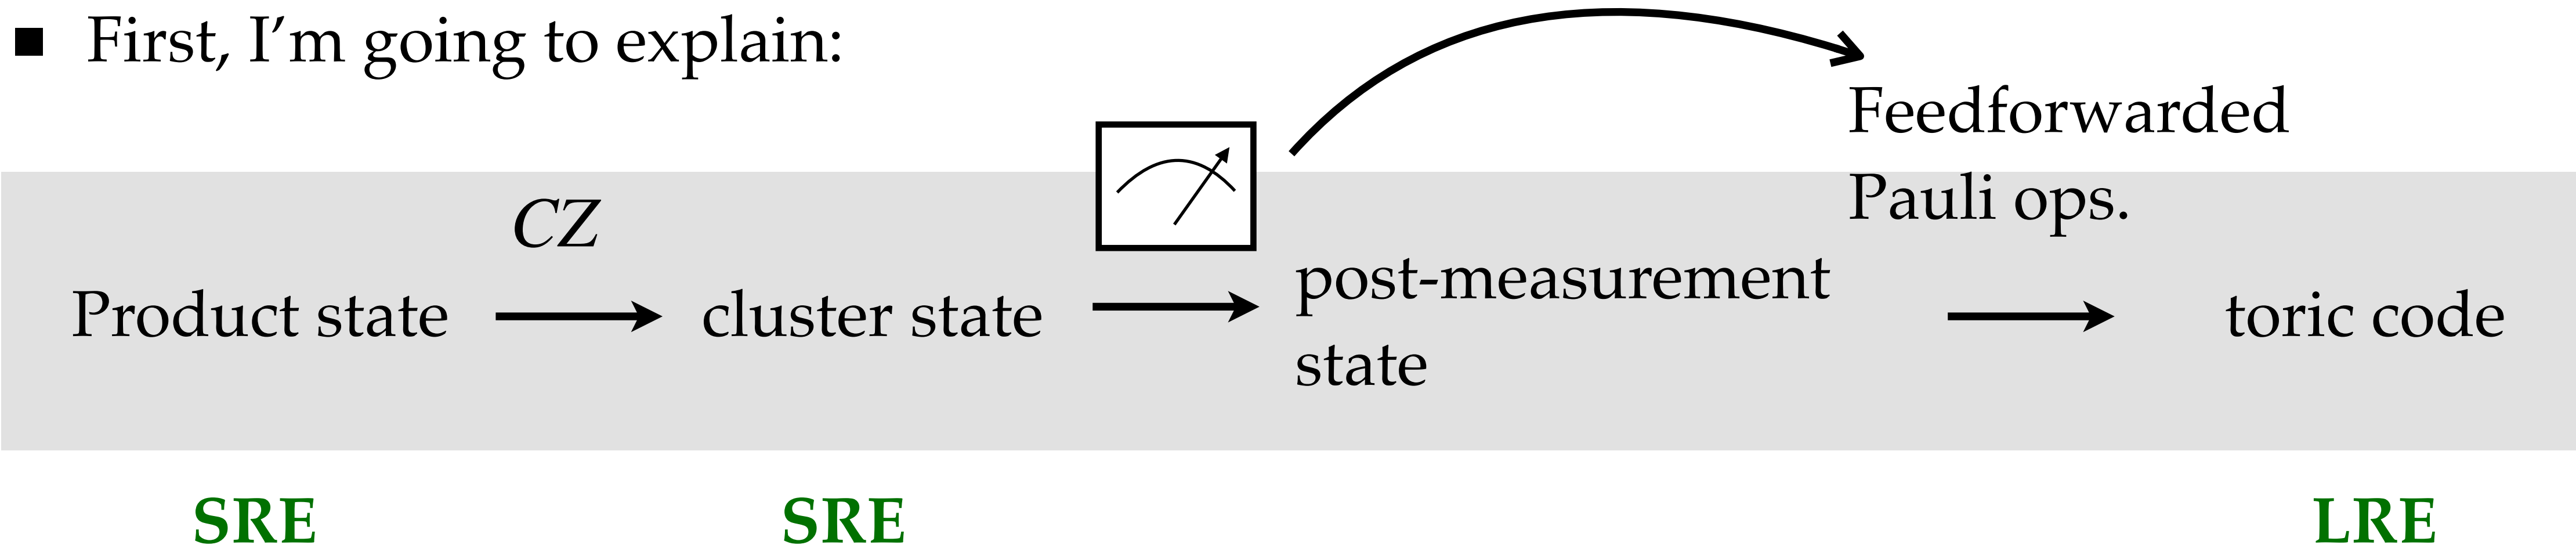 ■ First, I’m going to explain:
Feedforwarded
Pauli ops.
CZ
Product state
cluster state
post-measurement
state
toric code
SRE
SRE
LRE